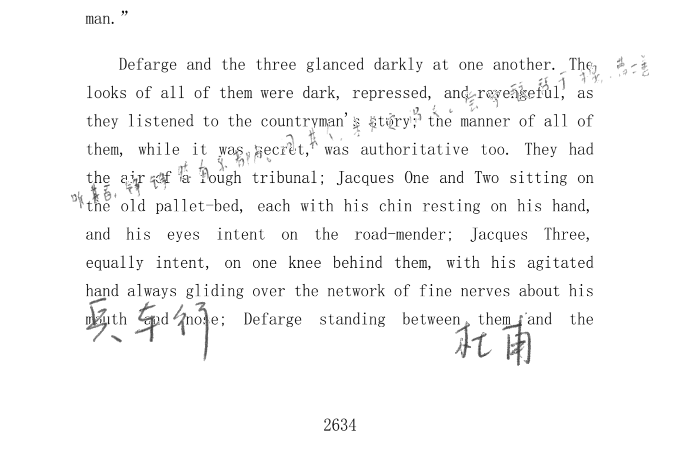 man.”
Defarge and the three glanced darkly at one another. The
looks of all of them were dark, repressed, and revengeful, as
they listened to the countryman's story; the manner of all of
them, while it was secret, was authoritative too. They had
the air of a rough tribunal; Jacques One and Two sitting on
the old pallet-bed, each with his chin resting on his hand,
and his eyes intent on the road-mender; Jacques Three,
equally intent, on one knee behind them, with his agitated
hand always gliding over the network of fine nerves about his
mouth and nose; Defarge standing between them and the
兵车行
杜甫
2634